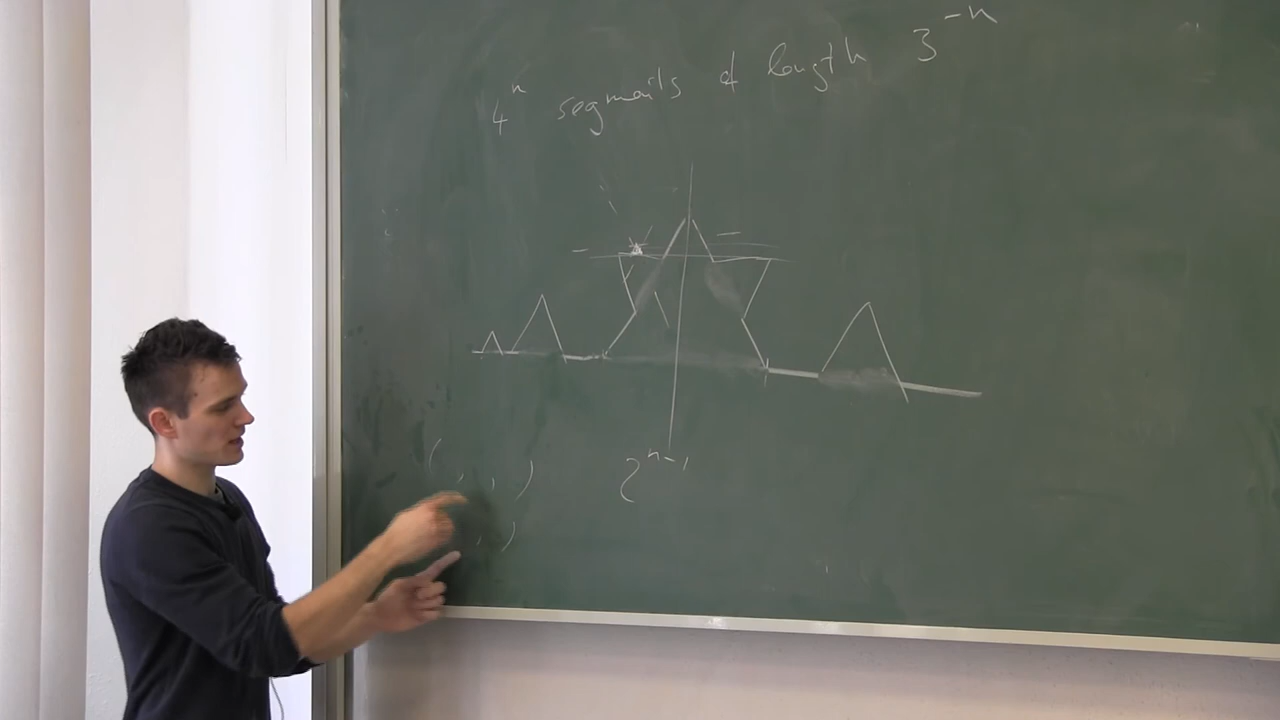 4^n segments of length 3^{-n}
2^{n-1}
( , , )
, , )